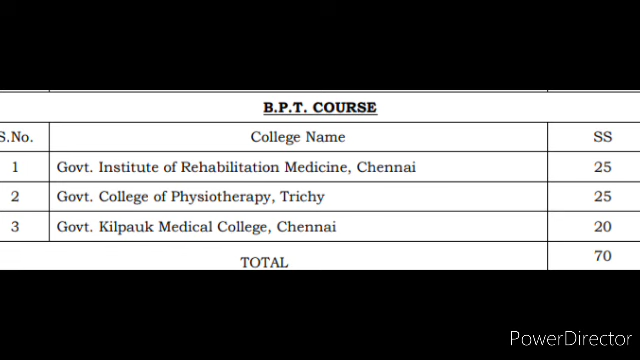 B.P.T. COURSE
S.No. College Name SS
1 Govt. Institute of Rehabilitation Medicine, Chennai 25
2 Govt. College of Physiotherapy, Trichy 25
3 Govt. Kilpauk Medical College, Chennai 20
TOTAL 70
PowerDirector